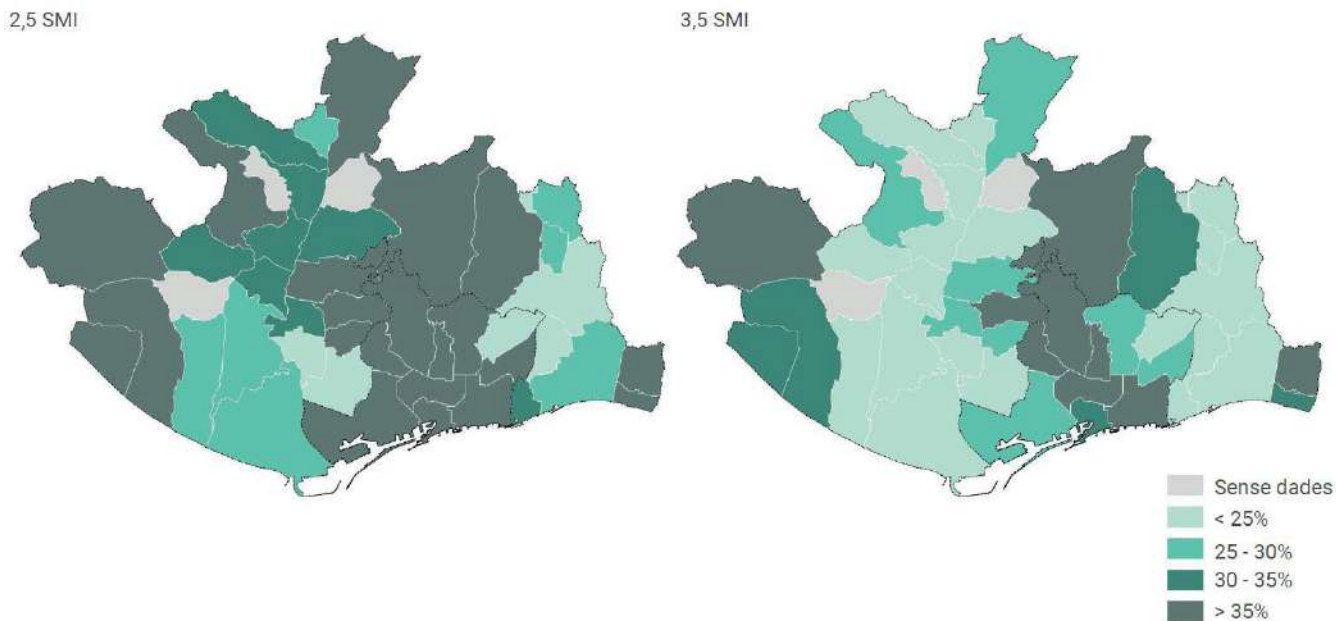 2,5 SMI
3,5 SMI
Sense dades
< 25%
25 - 30%
30 - 35%
> 35%